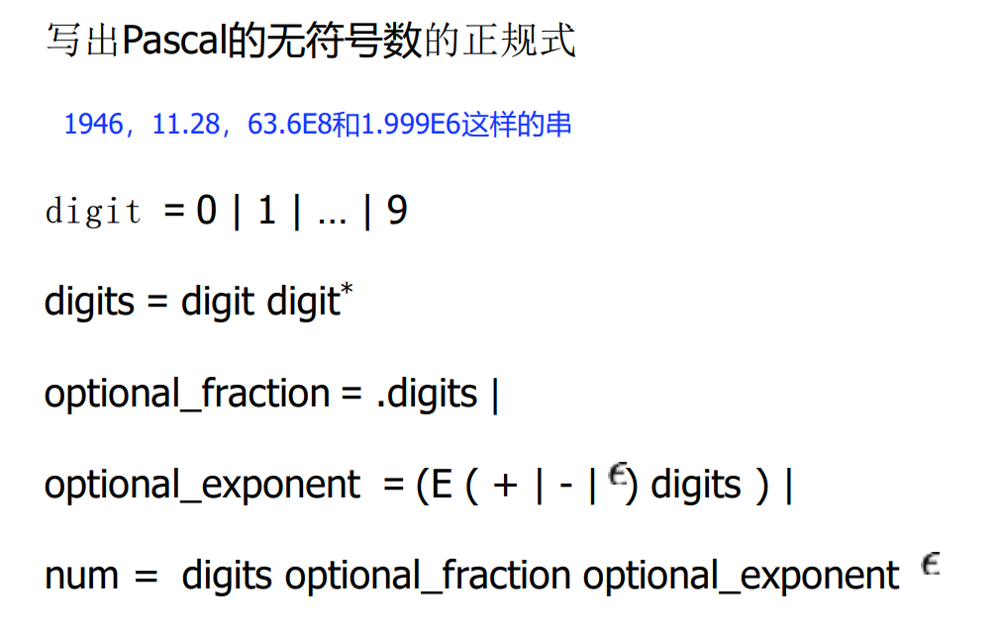 写出Pascal的无符号数的正规式
1946，11.28，63.6E8和1.999E6这样的串
digit = 0 | 1 | … | 9
digits = digit digit*
optional_fraction = .digits |
optional_exponent = (E ( + | - | ϵ) digits ) |
num = digits optional_fraction optional_exponent ϵ